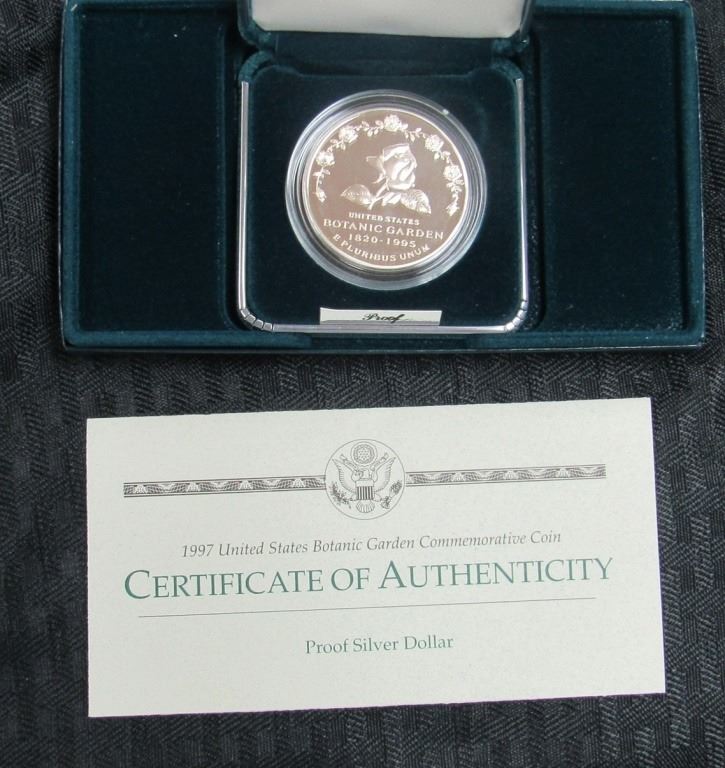 UNITED STATES
BOTANIC GARDEN
1820-1995
E PLURIBUS UNUM
Proof
1997 United States Botanic Garden Commemorative Coin
CERTIFICATE OF AUTHENTICITY
Proof Silver Dollar